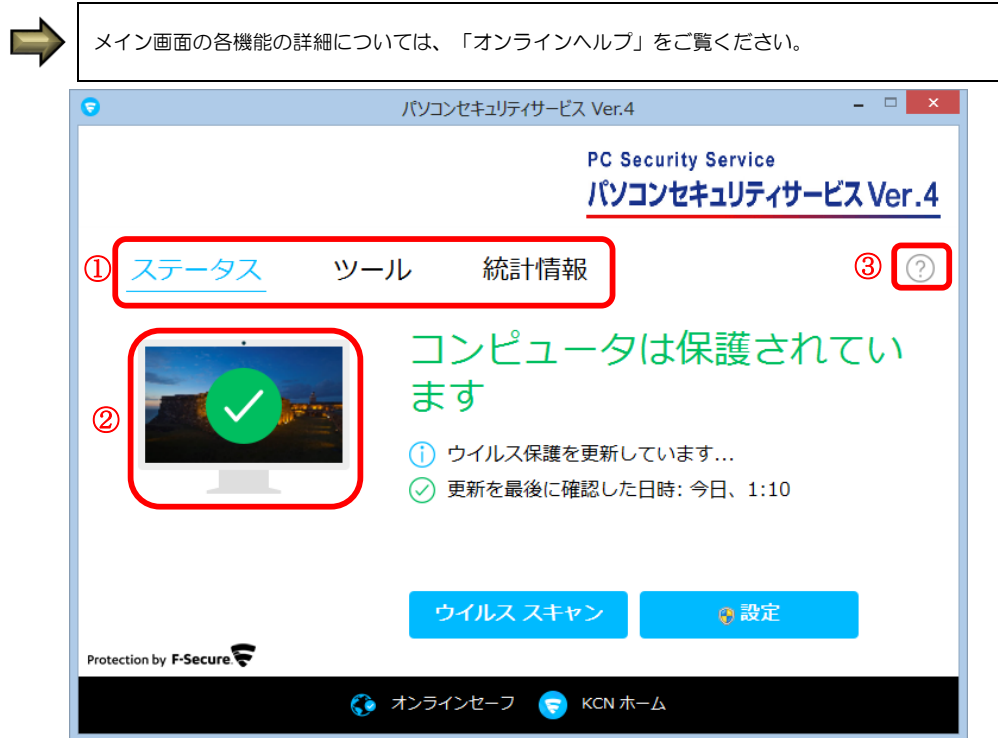 メイン画面の各機能の詳細については、「オンラインヘルプ」をご覧ください。
パソコンセキュリティサービス Ver.4
PC Security Service
パソコンセキュリティサービス Ver.4
① ステータス ツール 統計情報 ③ ?
コンピュータは保護されてい
ます
②
ウイルス保護を更新しています...
更新を最後に確認した日時: 今日、1:10
ウイルス スキャン 設定
Protection by F-Secure.
オンラインセーフ KCN ホーム